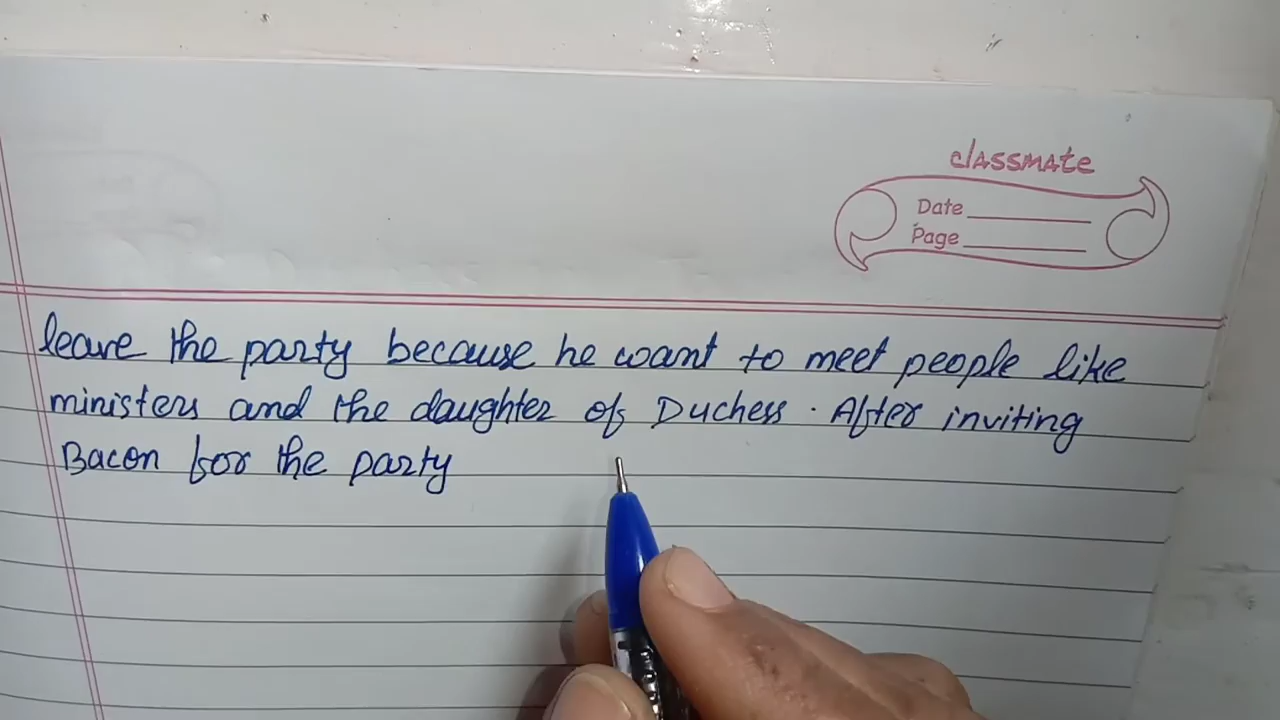 classmate
Date
Page
leave the party because he want to meet people like
ministers and the daughter of Duchess. After inviting
Bacon for the party